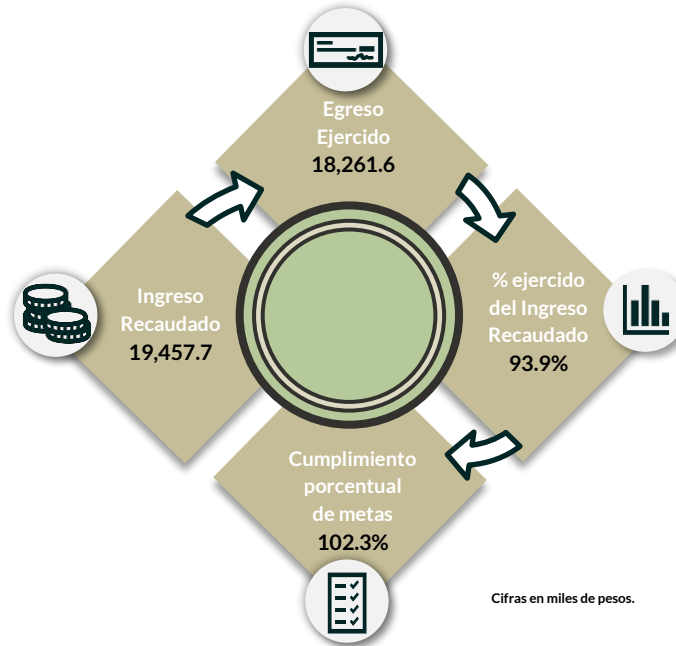 Egreso
Ejercido
18,261.6
Ingreso
Recaudado
19,457.7
% ejercido
del Ingreso
Recaudado
93.9%
Cumplimiento
porcentual
de metas
102.3%
Cifras en miles de pesos.